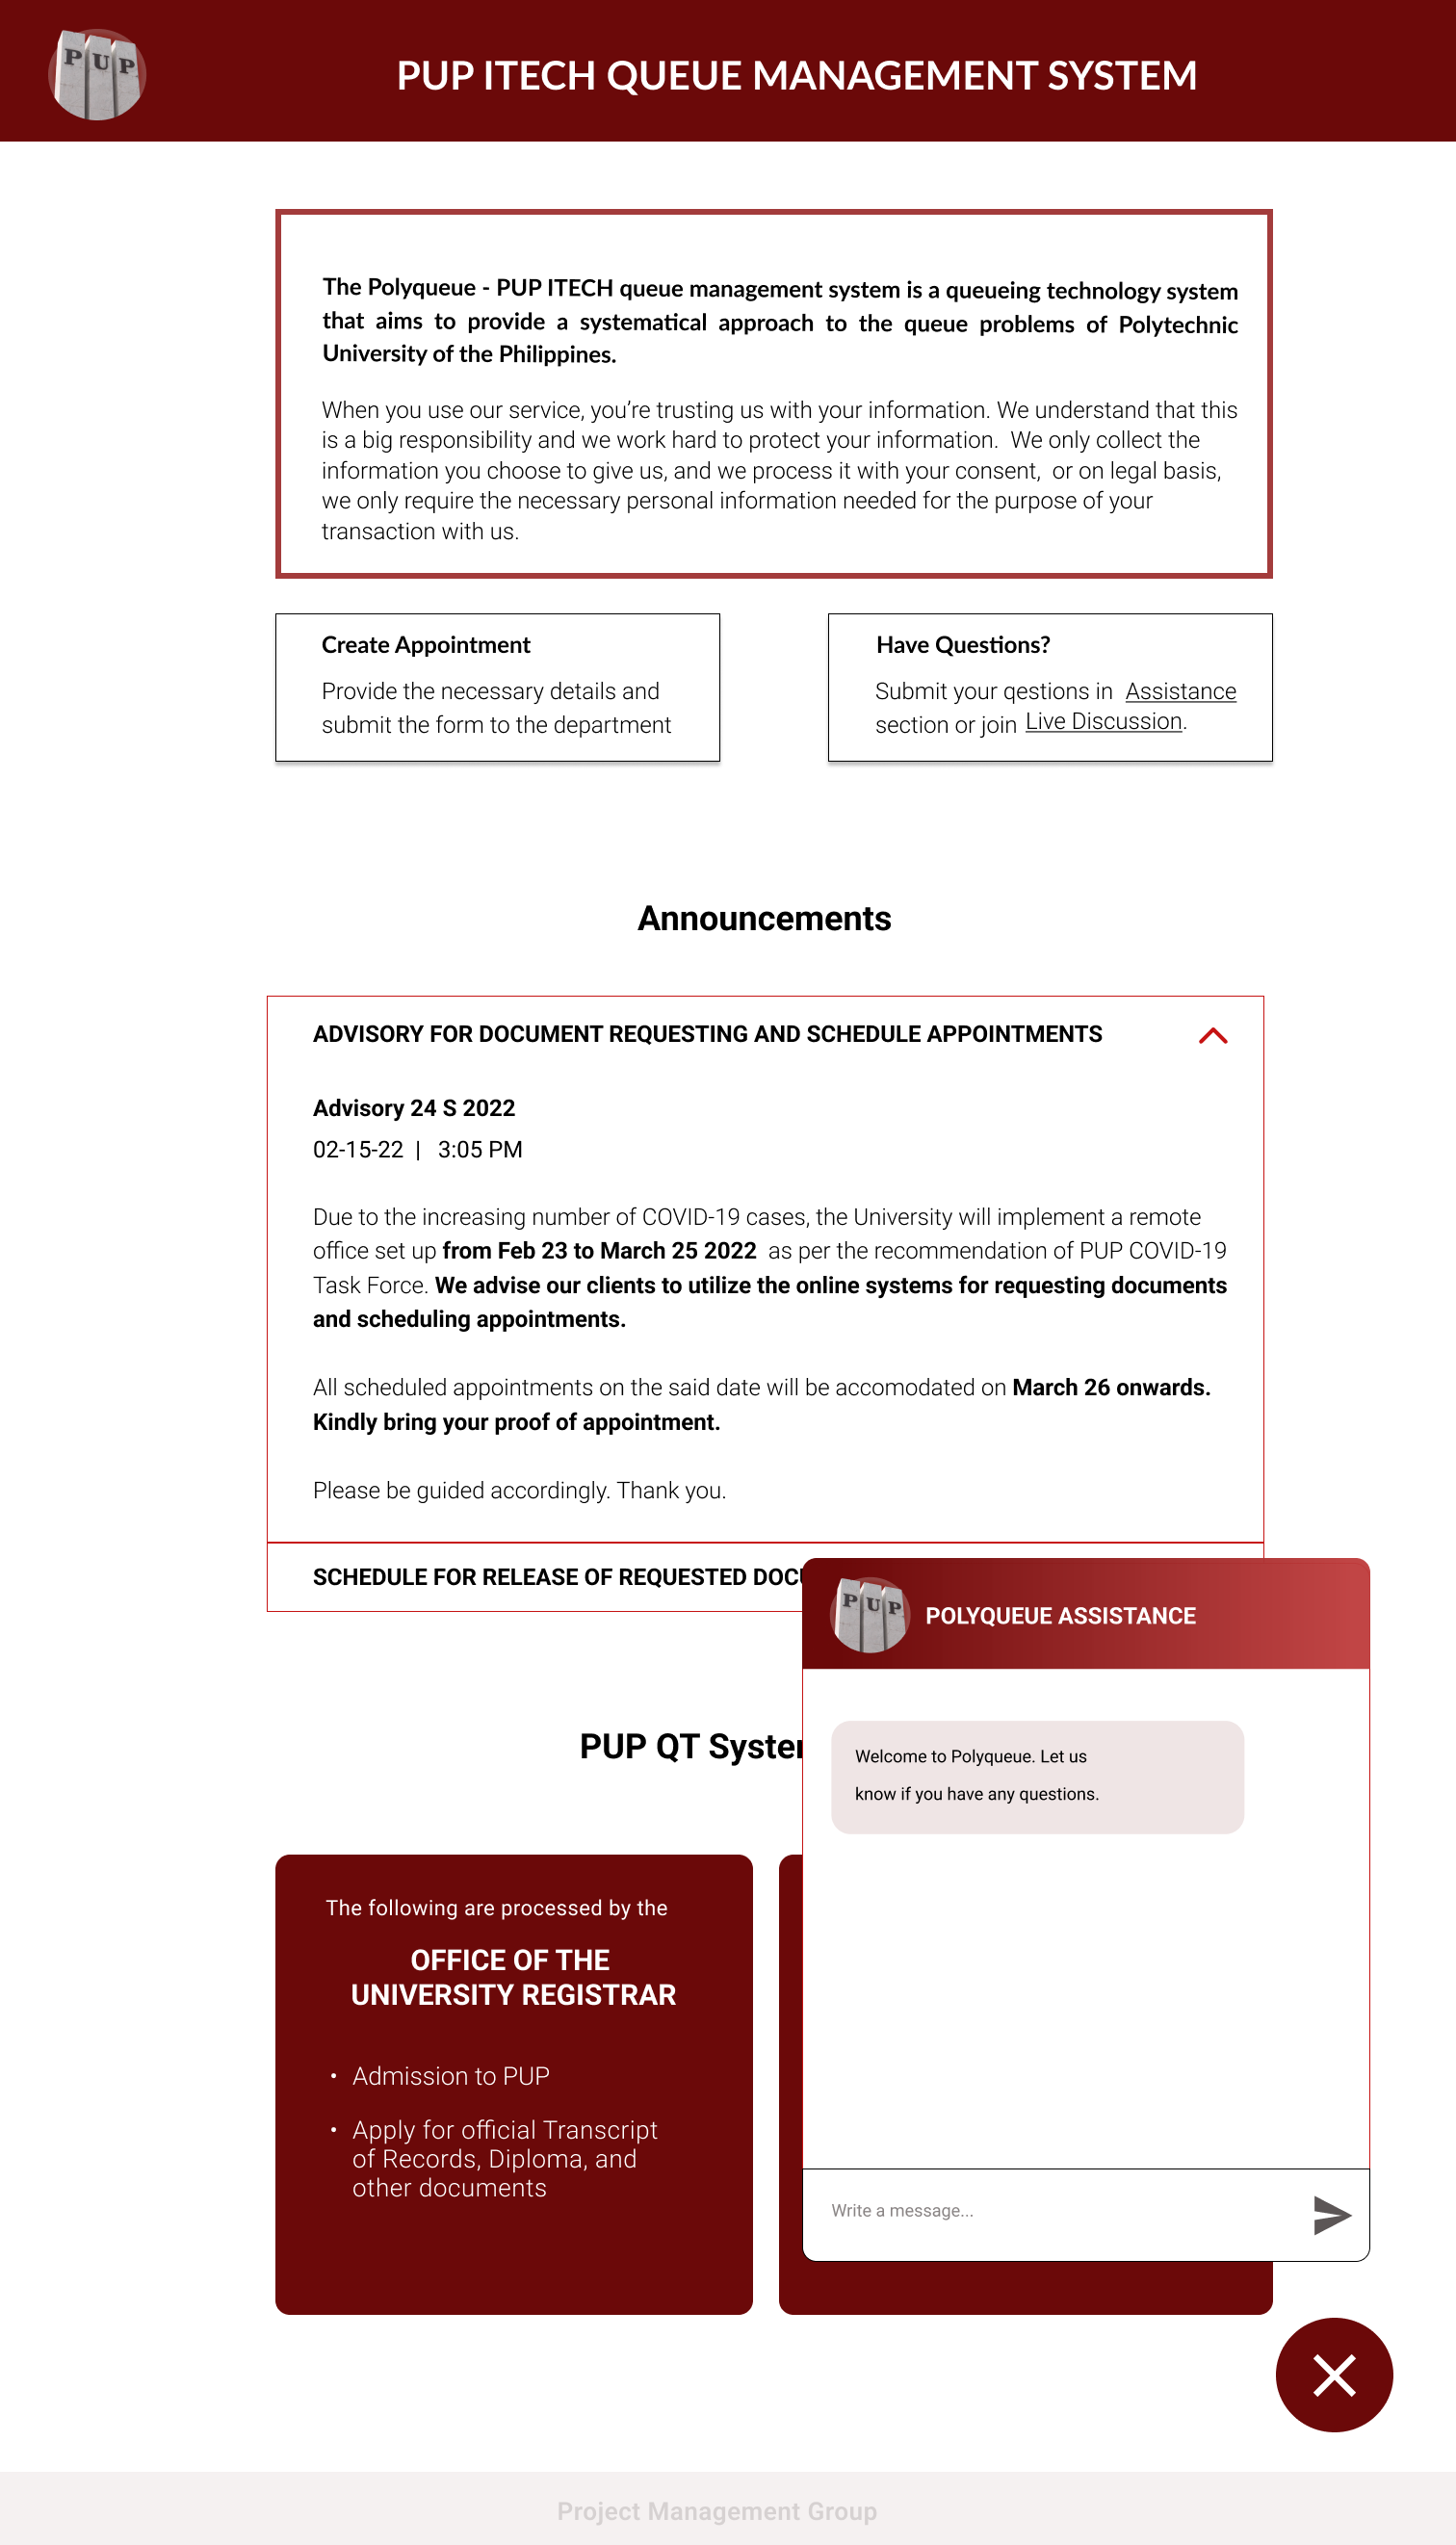 PUP
PUP ITECH QUEUE MANAGEMENT SYSTEM
The Polyqueue - PUP ITECH queue management system is a queueing technology system
that aims to provide a systematical approach to the queue problems of Polytechnic
University of the Philippines.
When you use our service, you’re trusting us with your information. We understand that this
is a big responsibility and we work hard to protect your information.  We only collect the
information you choose to give us, and we process it with your consent,  or on legal basis,
we only require the necessary personal information needed for the purpose of your
transaction with us.
Create Appointment
Provide the necessary details and
submit the form to the department
Have Questions?
Submit your qestions in  Assistance
section or join Live Discussion.
Announcements
ADVISORY FOR DOCUMENT REQUESTING AND SCHEDULE APPOINTMENTS
Advisory 24 S 2022
02-15-22  |  3:05 PM
Due to the increasing number of COVID-19 cases, the University will implement a remote
office set up from Feb 23 to March 25 2022  as per the recommendation of PUP COVID-19
Task Force. We advise our clients to utilize the online systems for requesting documents
and scheduling appointments.
All scheduled appointments on the said date will be accomodated on March 26 onwards.
Kindly bring your proof of appointment.
Please be guided accordingly. Thank you.
SCHEDULE FOR RELEASE OF REQUESTED
PUP QT
The following are processed by the
OFFICE OF THE
UNIVERSITY REGISTRAR
• Admission to PUP
• Apply for official Transcript
of Records, Diploma, and
other documents
PUP
POLYQUEUE ASSISTANCE
Welcome to Polyqueue. Let us
know if you have any questions.
Write a message...
Project Management Group